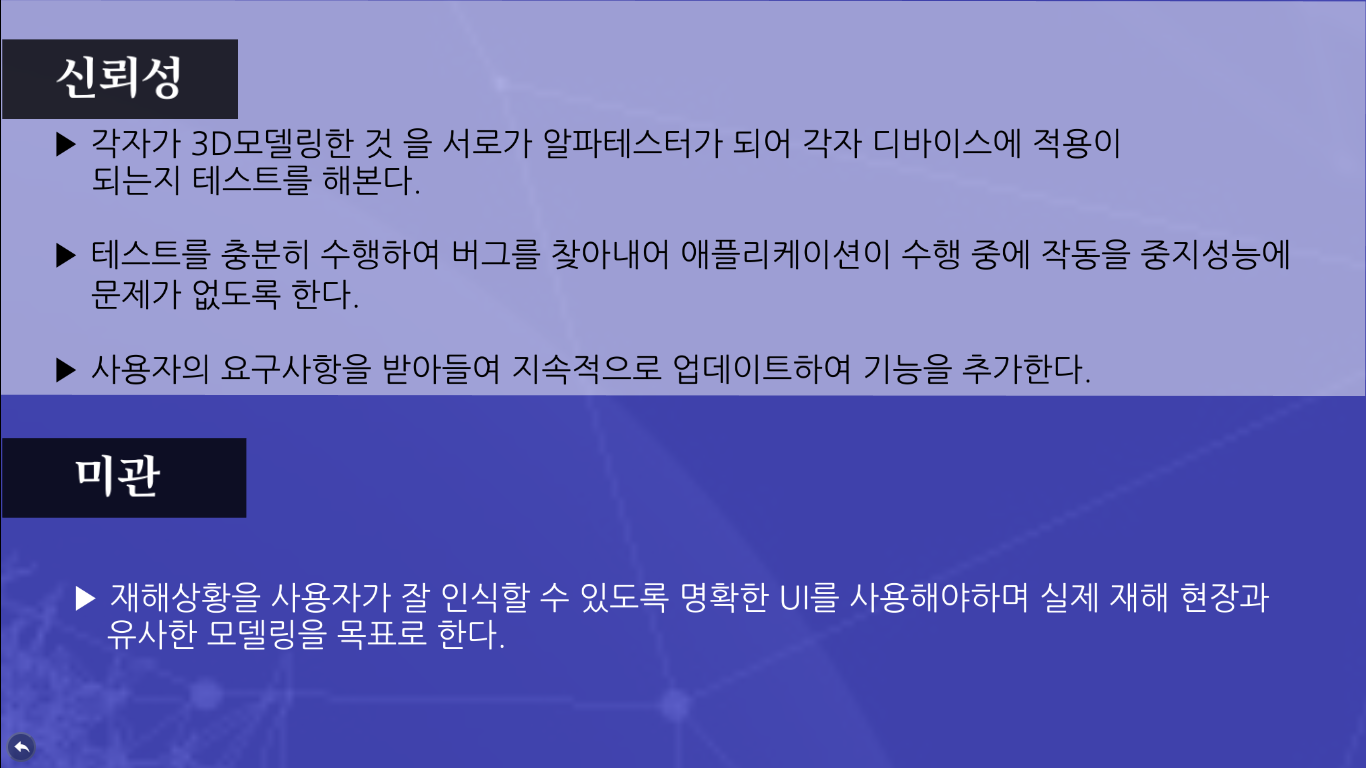 신뢰성
▶ 각자가 3D모델링한 것 을 서로가 알파테스터가 되어 각자 디바이스에 적용이
되는지 테스트를 해본다.
▶ 테스트를 충분히 수행하여 버그를 찾아내어 애플리케이션이 수행 중에 작동을 중지성능에
문제가 없도록 한다.
▶ 사용자의 요구사항을 받아들여 지속적으로 업데이트하여 기능을 추가한다.
미관
▶ 재해상황을 사용자가 잘 인식할 수 있도록 명확한 UI를 사용해야하며 실제 재해 현장과
유사한 모델링을 목표로 한다.